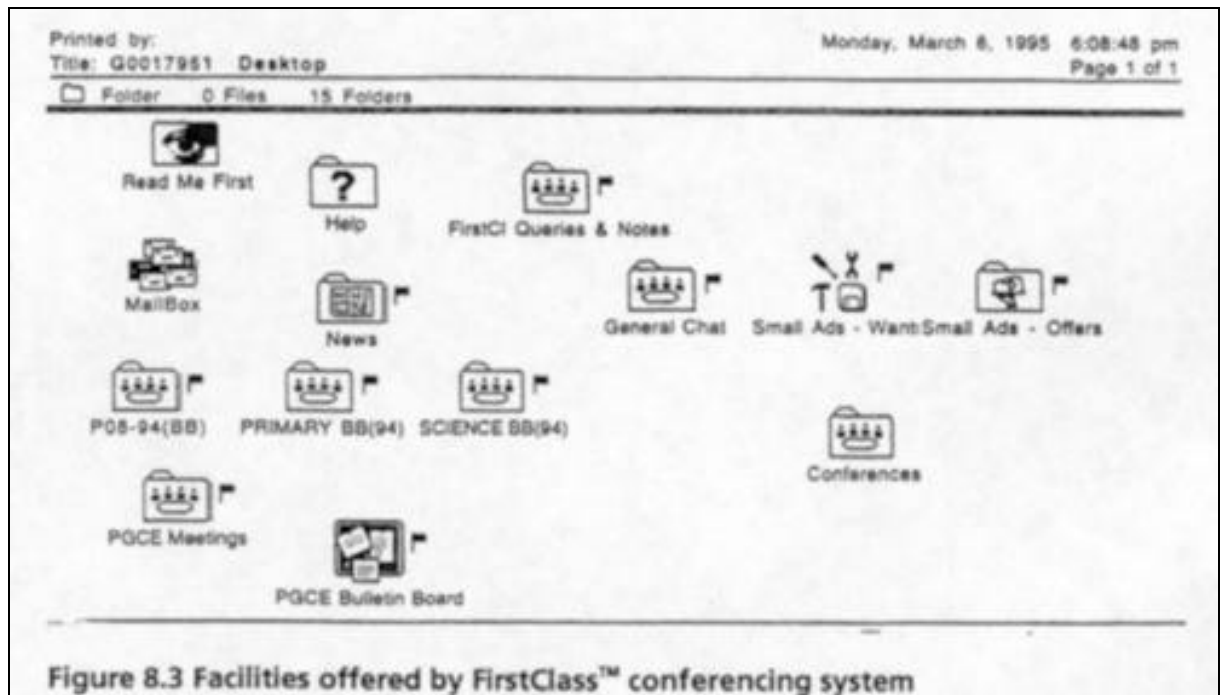 Printed by:
Monday, March 6, 1995 6:08:48 pm
Title: G0017951 Desktop
Page 1 of 1
Folder 0 Files 15 Folders
Read Me First
Help
FirstCl Queries & Notes
MailBox
News
General Chat
Small Ads - Want
Small Ads - Offers
P08-94(BB)
PRIMARY BB(94)
SCIENCE BB(94)
Conferences
PGCE Meetings
PGCE Bulletin Board
Figure 8.3 Facilities offered by FirstClass™ conferencing system